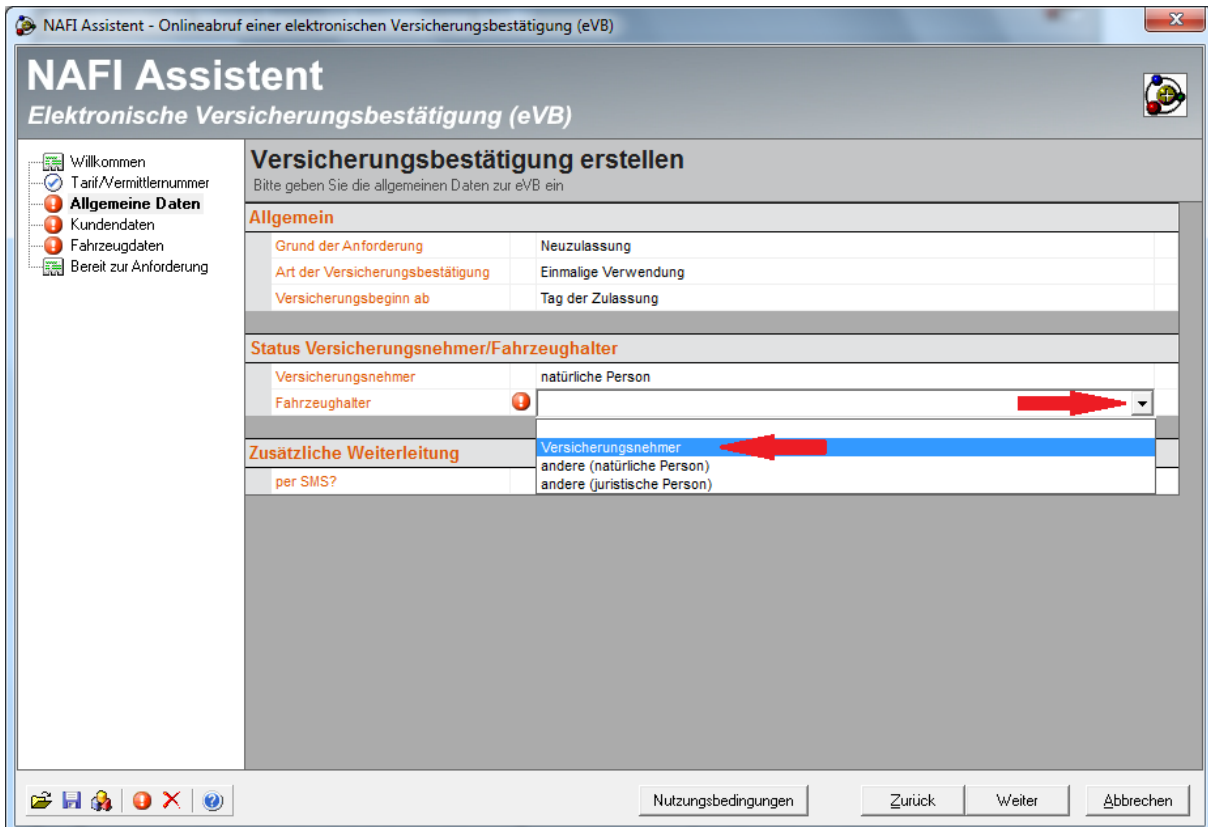 NAFI Assistent - Onlineabruf einer elektronischen Versicherungsbestätigung (eVB)
NAFI Assistent
Elektronische Versicherungsbestätigung (eVB)
Willkommen
Tarif/Vermittlernummer
Allgemeine Daten
Kundendaten
Fahrzeugdaten
Bereit zur Anforderung
Versicherungsbestätigung erstellen
Bitte geben Sie die allgemeinen Daten zur eVB ein
Allgemein
Grund der Anforderung Neuzulassung
Art der Versicherungsbestätigung Einmalige Verwendung
Versicherungsbeginn ab Tag der Zulassung
Status Versicherungsnehmer/Fahrzeughalter
Versicherungsnehmer natürliche Person
Fahrzeughalter
Versicherungsnehmer
andere (natürliche Person)
andere (juristische Person)
Zusätzliche Weiterleitung
per SMS?
Nutzungsbedingungen Zurück Weiter Abbrechen